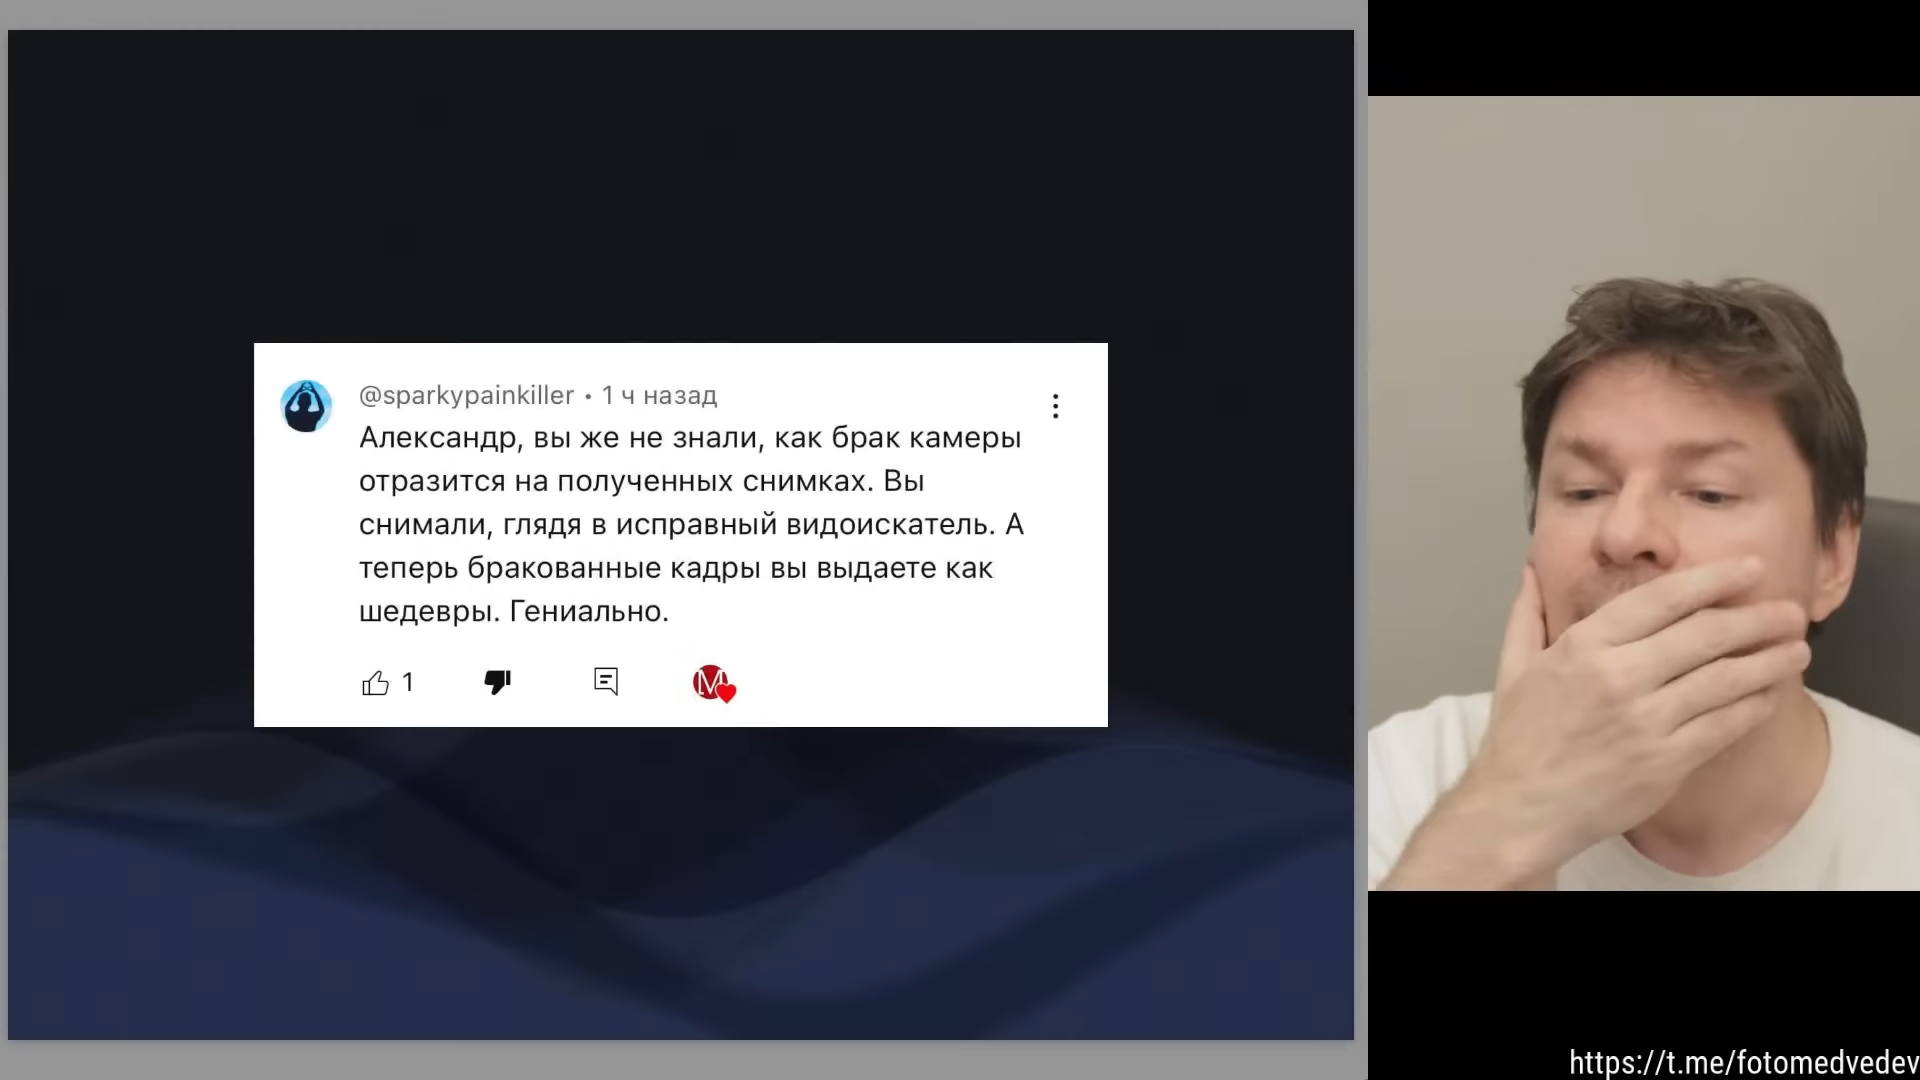 @sparkypainkiller • 1 ч назад
Александр, вы же не знали, как брак камеры
отразится на полученных снимках. Вы
снимали, глядя в исправный видоискатель. А
теперь бракованные кадры вы выдаете как
шедевры. Гениально.
1
M
https://t.me/fotomedvedev